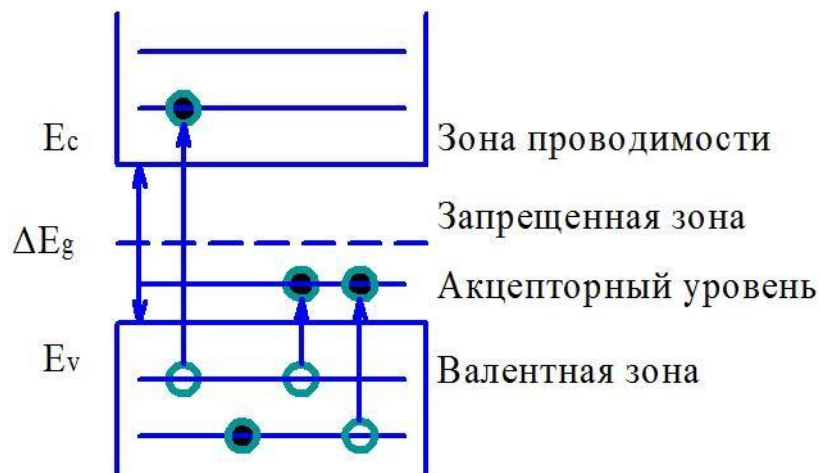 Ec
Зона проводимости
Запрещенная зона
ΔEg
Акцепторный уровень
Ev
Валентная зона